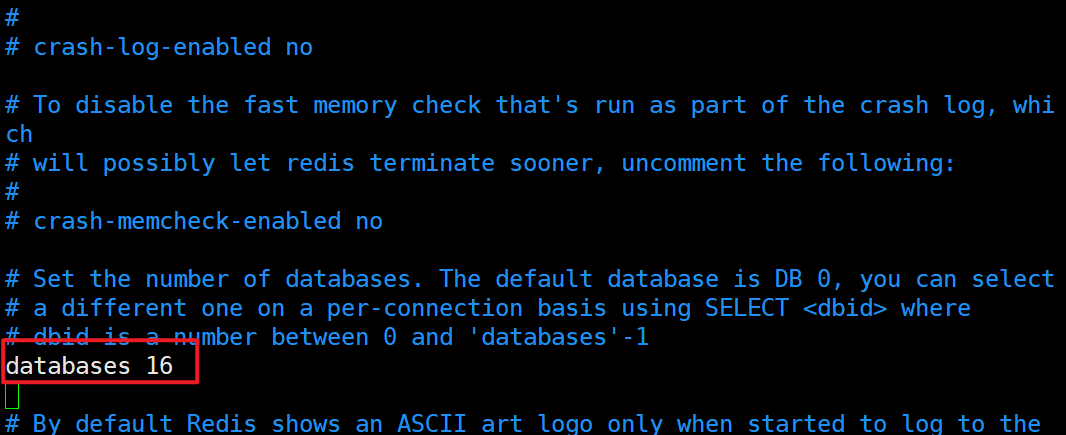 #
# crash-log-enabled no
# To disable the fast memory check that's run as part of the crash log, whi
ch
# will possibly let redis terminate sooner, uncomment the following:
#
# crash-memcheck-enabled no
# Set the number of databases. The default database is DB 0, you can select
# a different one on a per-connection basis using SELECT <dbid> where
# dbid is a number between 0 and 'databases'-1
databases 16
# By default Redis shows an ASCII art logo only when started to log to the